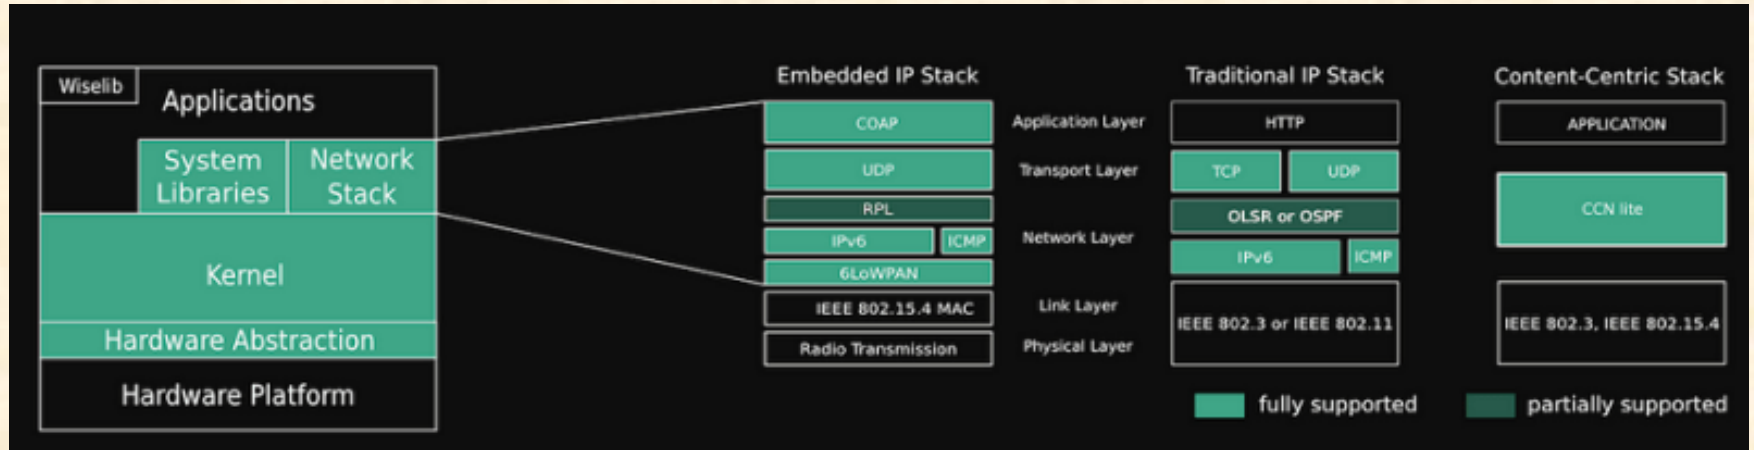 Wiselib
Applications
System
Libraries
Network
Stack
Kernel
Hardware Abstraction
Hardware Platform
Embedded IP Stack
COAP
UDP
RPL
IPv6
ICMP
6LoWPAN
IEEE 802.15.4 MAC
Radio Transmission
Application Layer
Transport Layer
Network Layer
Link Layer
Physical Layer
Traditional IP Stack
HTTP
TCP
UDP
OLSR or OSPF
IPv6
ICMP
IEEE 802.3 or IEEE 802.11
Content-Centric Stack
APPLICATION
CCN lite
IEEE 802.3, IEEE 802.15.4
fully supported
partially supported